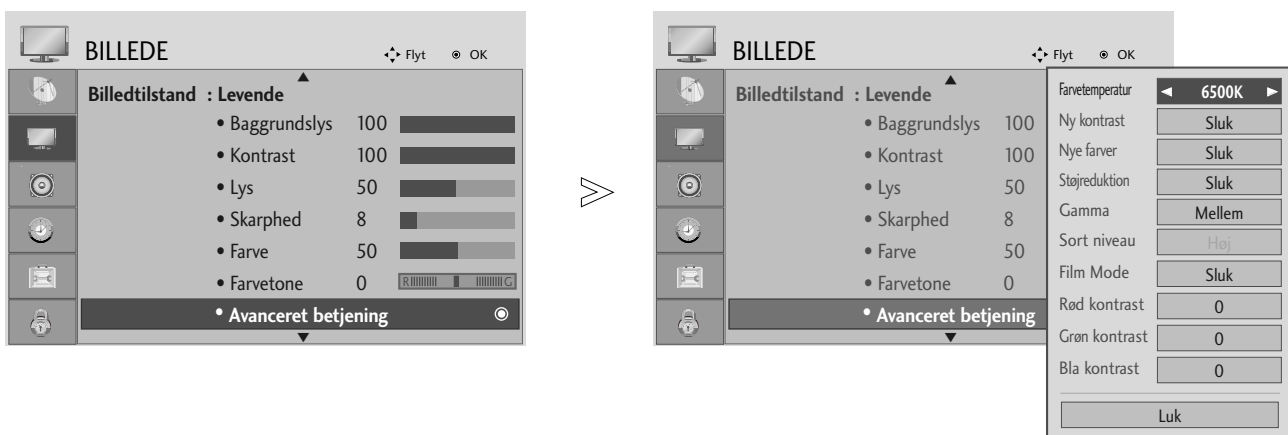 BILLEDE
Flyt
OK
Billedtilstand : Levende
• Baggrundslys 100
• Kontrast 100
• Lys 50
• Skarphed 8
• Farve 50
• Farvetone 0 R G
• Avanceret betjening
BILLEDE
Flyt
OK
Billedtilstand : Levende
• Baggrundslys 100
• Kontrast 100
• Lys 50
• Skarphed 8
• Farve 50
• Farvetone 0
• Avanceret betjening
Farvetemperatur 6500K
Ny kontrast Sluk
Nye farver Sluk
Støjreduktion Sluk
Gamma Mellem
Sort niveau Høj
Film Mode Sluk
Rød kontrast 0
Grøn kontrast 0
Bla kontrast 0
Luk